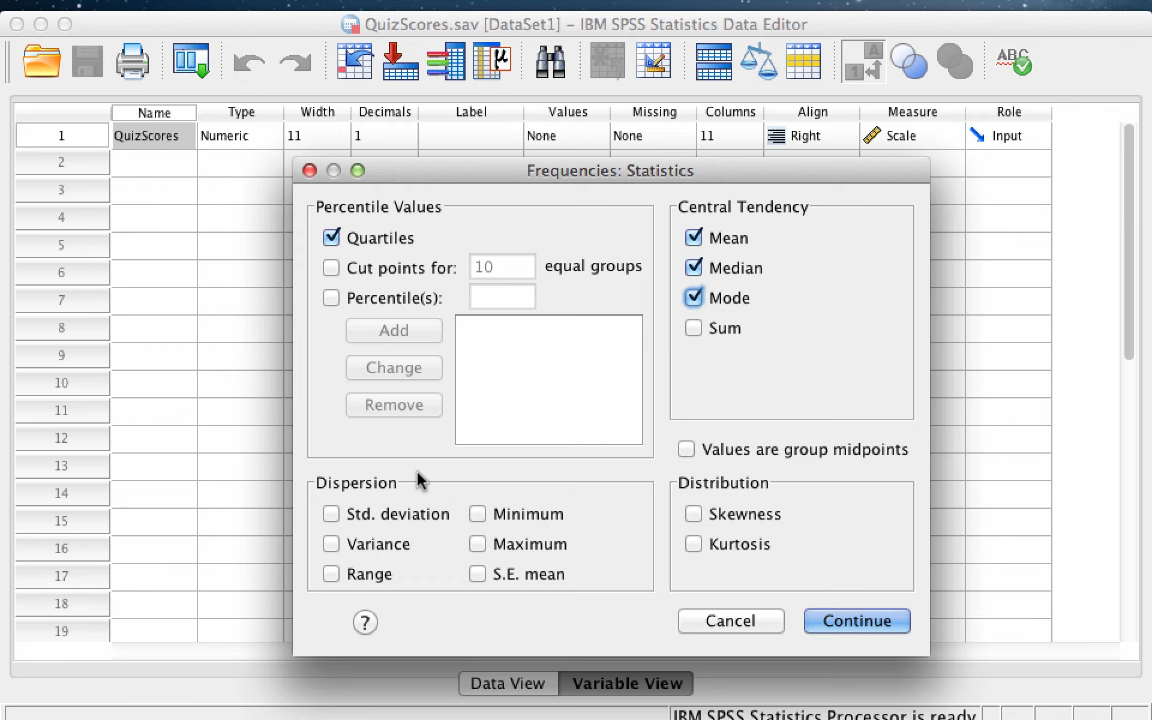 QuizScores.sav [DataSet1] – IBM SPSS Statistics Data Editor
Name Type Width Decimals Label Values Missing Columns Align Measure Role
1 QuizScores Numeric 11 1 None None 11 Right Scale Input
2
3
4
5
6
7
8
9
10
11
12
13
14
15
16
17
18
19
Frequencies: Statistics
Percentile Values
Quartiles
Cut points for: 10 equal groups
Percentile(s):
Add
Change
Remove
Central Tendency
Mean
Median
Mode
Sum
Values are group midpoints
Dispersion
Std. deviation Minimum
Variance Maximum
Range S.E. mean
Distribution
Skewness
Kurtosis
? Cancel Continue
Data View Variable View
IBM SPSS Statistics Processor is ready